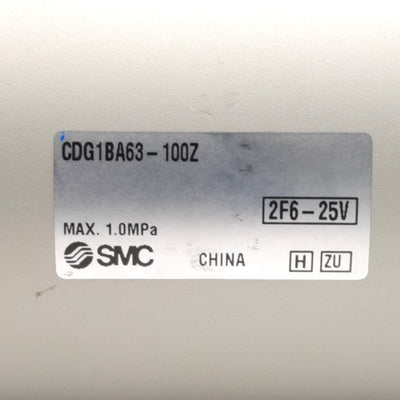 CDG1BA63-100Z
2F6-25V
MAX. 1.0MPa
SMC CHINA H ZU